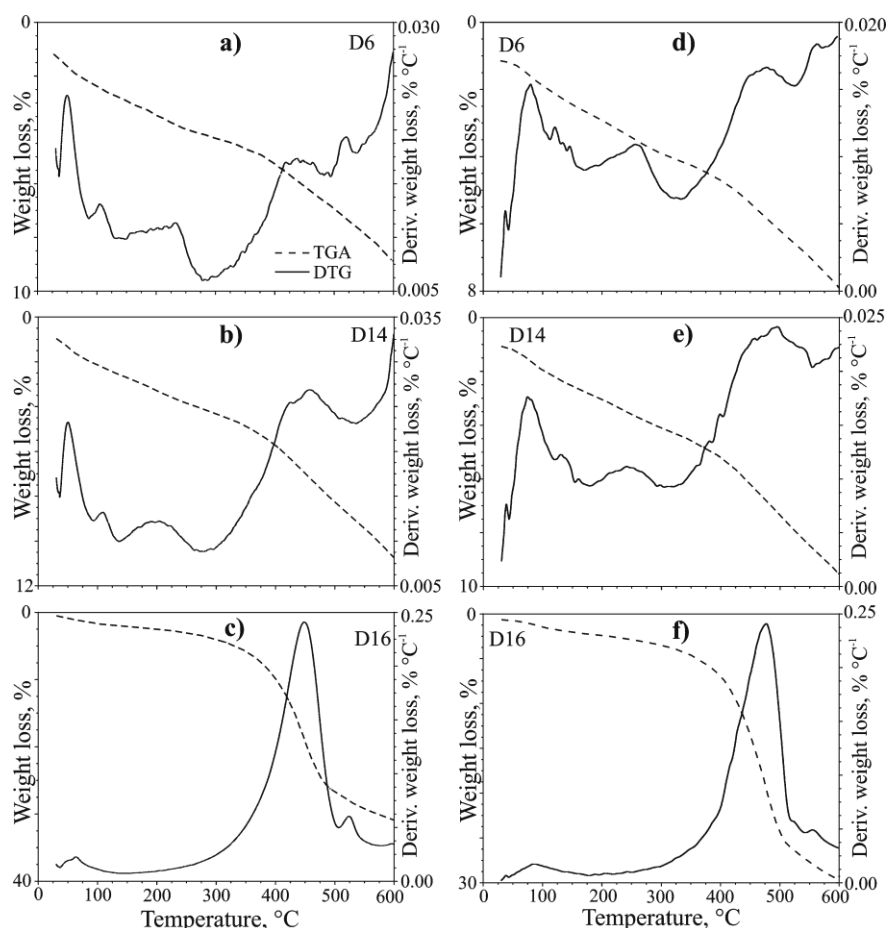 0
a)
D6
0.030
Weight loss, %
Deriv. weight loss, % °C⁻¹
TGA
DTG
10
0.005
0
d)
D6
0.020
Weight loss, %
Deriv. weight loss, % °C⁻¹
8
0.00
0
b)
D14
0.035
Weight loss, %
Deriv. weight loss, % °C⁻¹
12
0.005
0
D14
e)
0.025
Weight loss, %
Deriv. weight loss, % °C⁻¹
10
0.00
0
c)
D16
0.25
Weight loss, %
Deriv. weight loss, % °C⁻¹
40
0.00
0 100 200 300 400 500 600
Temperature, °C
0
D16
f)
0.25
Weight loss, %
Deriv. weight loss, % °C⁻¹
30
0.00
0 100 200 300 400 500 600
Temperature, °C